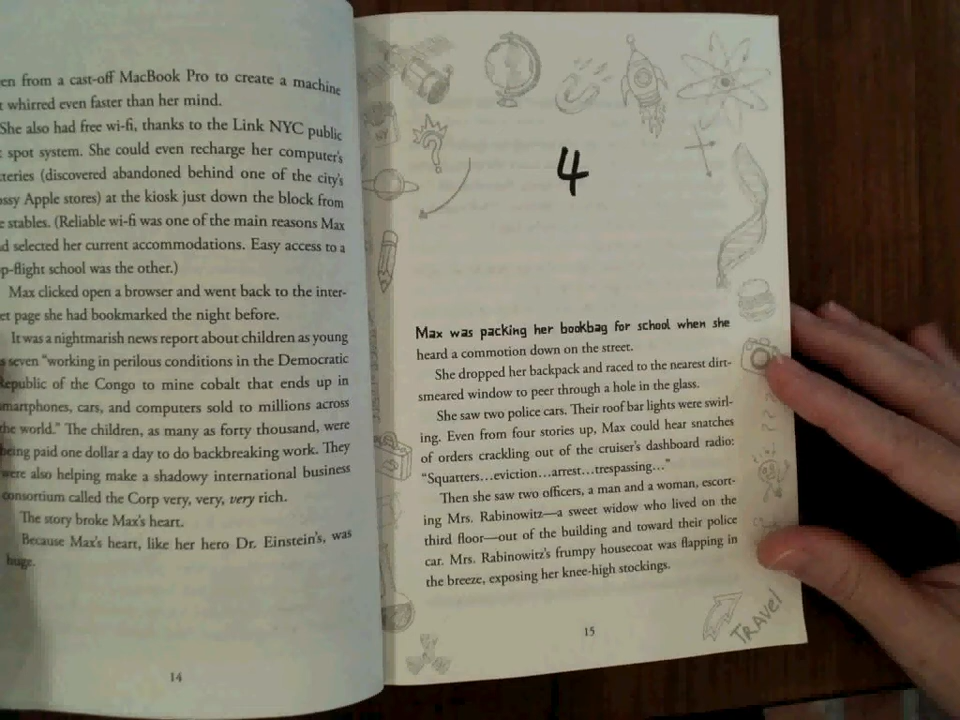 en from a cast-off MacBook Pro to create a machine
t whirred even faster than her mind.
She also had free wi-fi, thanks to the Link NYC public
spot system. She could even recharge her computer's
tteries (discovered abandoned behind one of the city's
ossy Apple stores) at the kiosk just down the block from
e stables. (Reliable wi-fi was one of the main reasons Max
d selected her current accommodations. Easy access to a
p-flight school was the other.)
Max clicked open a browser and went back to the inter-
et page she had bookmarked the night before.
It was a nightmarish news report about children as young
s seven “working in perilous conditions in the Democratic
Republic of the Congo to mine cobalt that ends up in
smartphones, cars, and computers sold to millions across
the world.” The children, as many as forty thousand, were
being paid one dollar a day to do backbreaking work. They
were also helping make a shadowy international business
consortium called the Corp very, very, very rich.
The story broke Max's heart.
Because Max's heart, like her hero Dr. Einstein's, was
huge.
14
4
Max was packing her bookbag for school when she
heard a commotion down on the street.
She dropped her backpack and raced to the nearest dirt-
smeared window to peer through a hole in the glass.
She saw two police cars. Their roof bar lights were swirl-
ing. Even from four stories up, Max could hear snatches
of orders crackling out of the cruiser's dashboard radio:
“Squatters…eviction…arrest…trespassing…”
Then she saw two officers, a man and a woman, escort-
ing Mrs. Rabinowitz—a sweet widow who lived on the
third floor—out of the building and toward their police
car. Mrs. Rabinowitz's frumpy housecoat was flapping in
the breeze, exposing her knee-high stockings.
15
TRAVEL